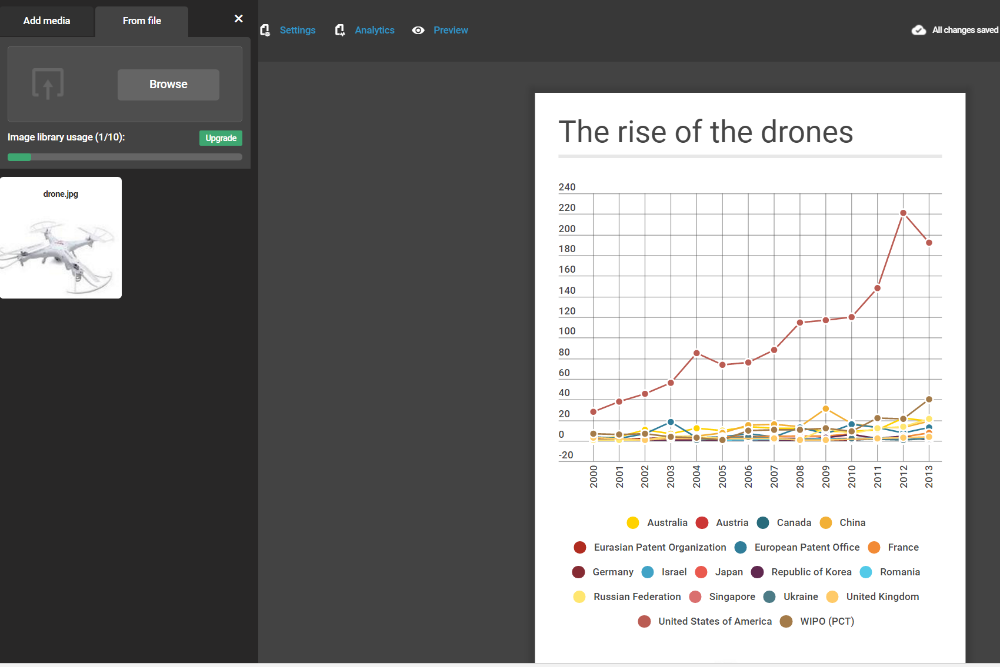 Add media
From file
×
Settings
Analytics
Preview
All changes saved
Browse
Image library usage (1/10):
Upgrade
drone.jpg
The rise of the drones
240
220
200
180
160
140
120
100
80
60
40
20
0
-20
2000 2001 2002 2003 2004 2005 2006 2007 2008 2009 2010 2011 2012 2013
Australia Austria Canada China
Eurasian Patent Organization European Patent Office France
Germany Israel Japan Republic of Korea Romania
Russian Federation Singapore Ukraine United Kingdom
United States of America WIPO (PCT)